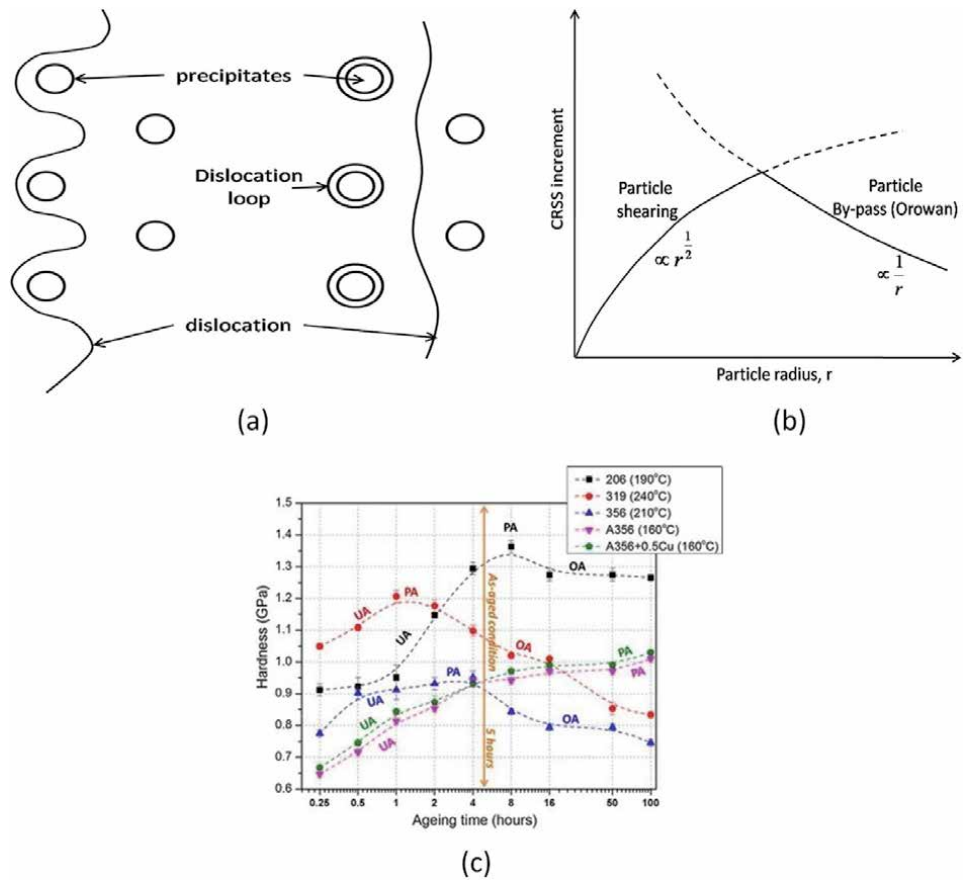 precipitates
Dislocation
loop
dislocation
(a)
CRSS increment
Particle
shearing
∝ r^{1/2}
Particle
By-pass (Orowan)
∝ 1/r
Particle radius, r
(b)
206 (190°C)
319 (240°C)
356 (210°C)
A356 (160°C)
A356+0.5Cu (160°C)
Hardness (GPa)
1.5
1.4
1.3
1.2
1.1
1.0
0.9
0.8
0.7
0.6
PA
OA
UA
PA
UA
OA
PA
UA
OA
UA
UA
PA
PA
As-aged condition
5 hours
0.25
0.5
1
2
4
8
16
50
100
Ageing time (hours)
(c)